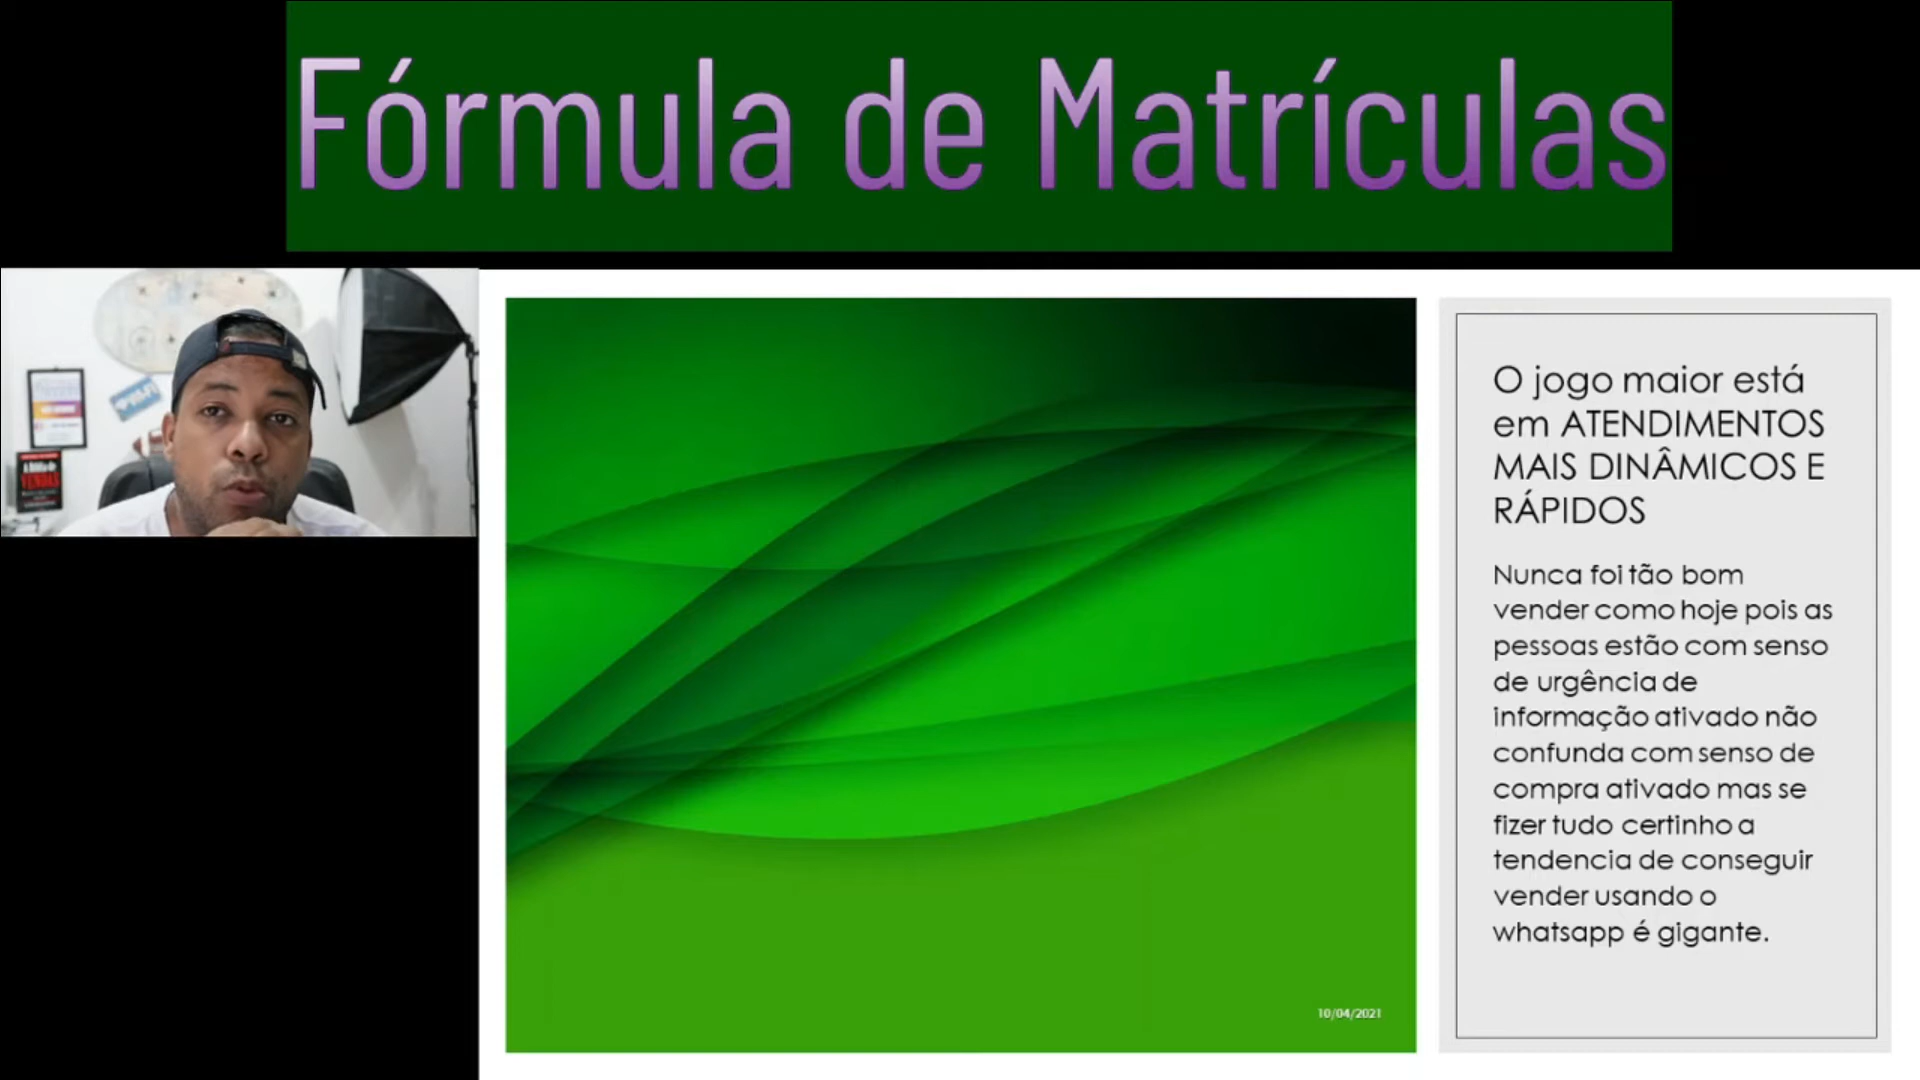 Fórmula de Matrículas
VENDAS
O jogo maior está
em ATENDIMENTOS
MAIS DINÂMICOS E
RÁPIDOS
Nunca foi tão bom
vender como hoje pois as
pessoas estão com senso
de urgência de
informação ativado não
confunda com senso de
compra ativado mas se
fizer tudo certinho a
tendencia de conseguir
vender usando o
whatsapp é gigante.
10/04/2021